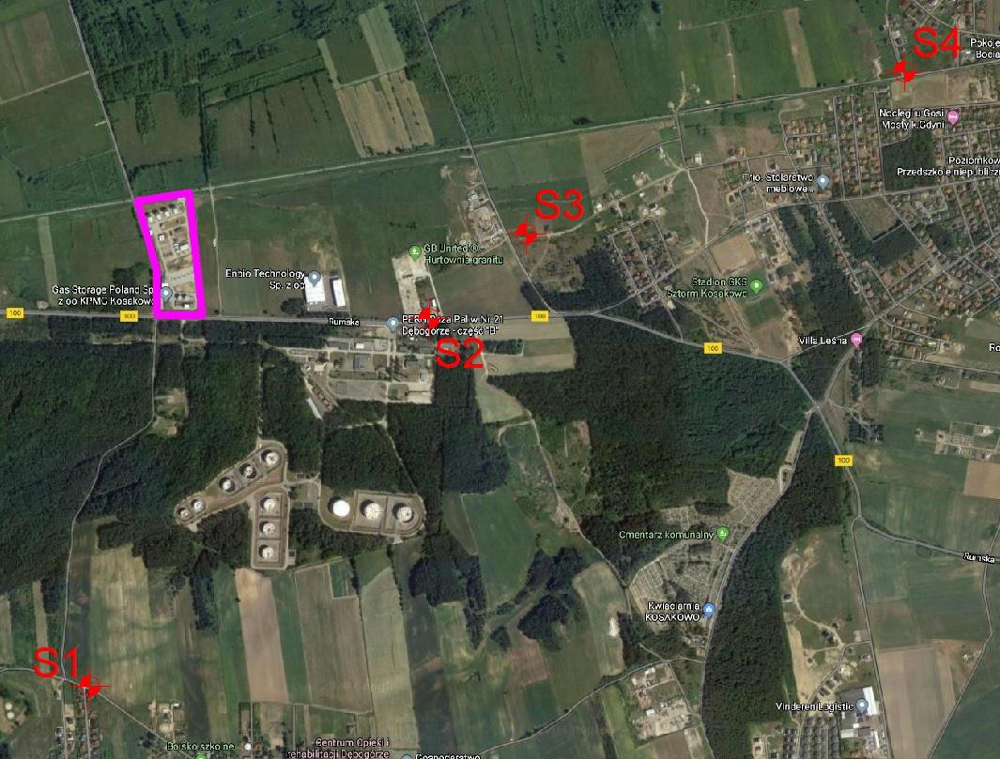 S4
Pokoje
Bocia
Noclegi u Gosi
Mosty k.Gdyni
Poziomkow
Przedszkole niepubliczn
Trio. Stolarstwo
meblowe...
S3
GB United®
Hurtownia granitu
Enbio Technology
Sp. z oo
Stadion GKS
Sztorm Kosakowo
Gas Storage Poland Sp
z oo KPMG Kosakowo
100
100
100
Rumska
PERN Baza Paliw Nr 21
Dębogórze - część "B"
S2
Villa Leśna
Ro
100
100
Cmentarz komunalny
Rumska
Kwiaciarnia
KOSAKOWO
S1
Vinderen Logistic
Boisko szkolne
Centrum Opieki i
rehabilitacji Dębogórze
Gospodarstwo